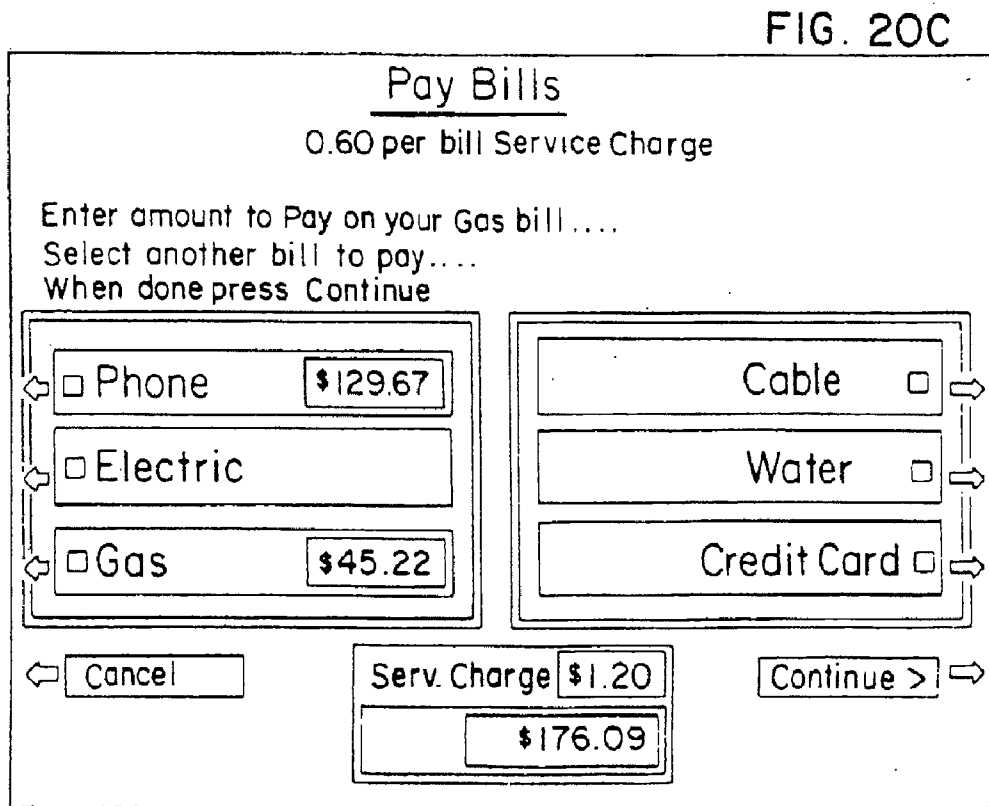 FIG. 20C
Pay Bills
0.60 per bill Service Charge
Enter amount to Pay on your Gas bill....
Select another bill to pay....
When done press Continue
Phone $129.67
Electric
Gas $45.22
Cable
Water
Credit Card
Cancel
Serv. Charge $1.20
$176.09
Continue >